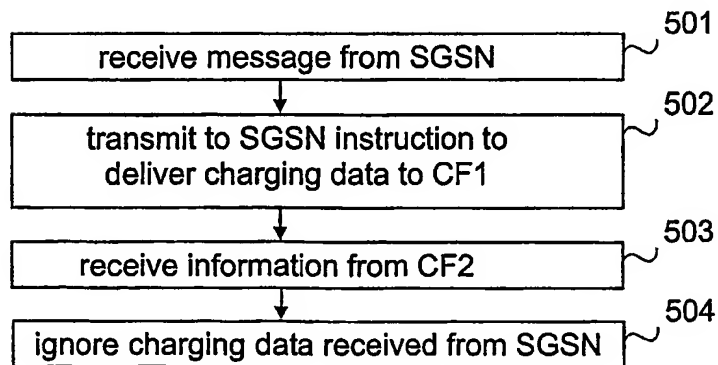 501
receive message from SGSN
502
transmit to SGSN instruction to
deliver charging data to CF1
503
receive information from CF2
504
ignore charging data received from SGSN